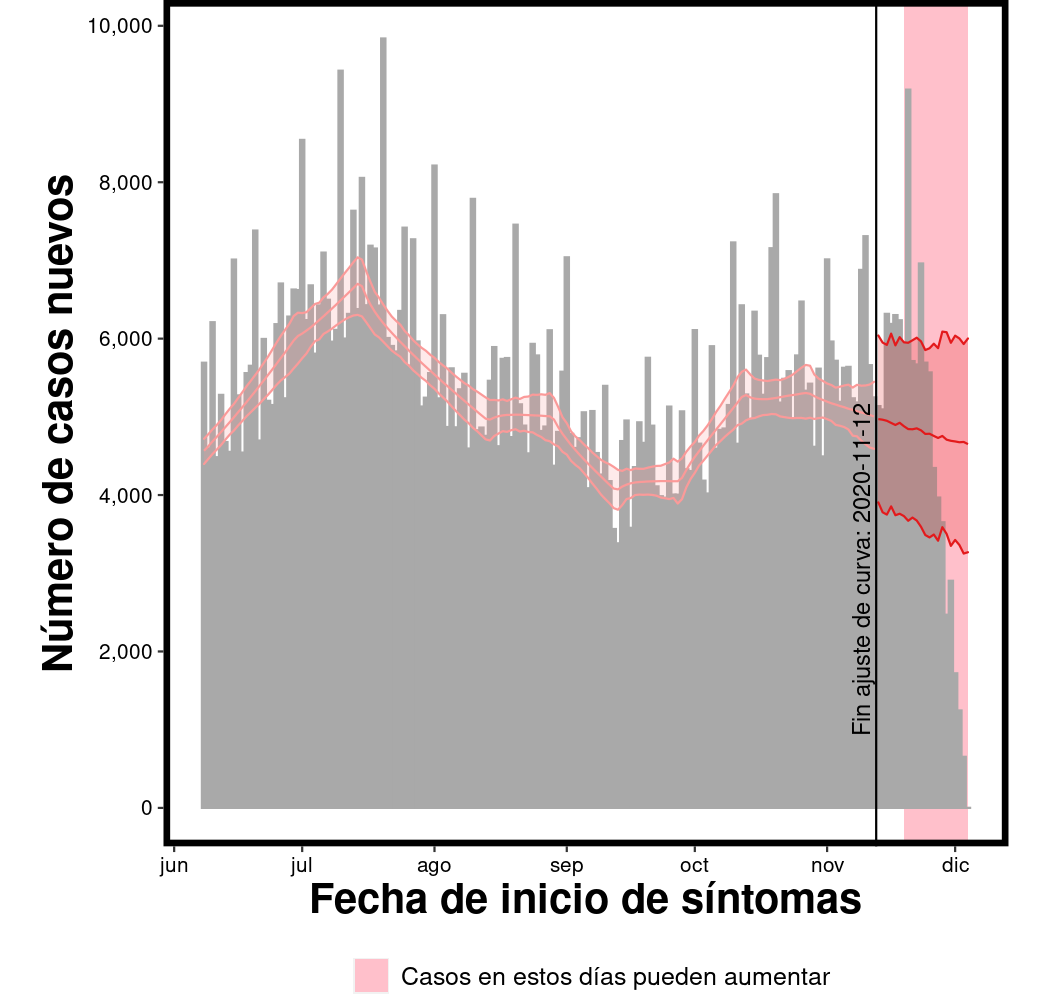 Número de casos nuevos
10,000
8,000
6,000
4,000
2,000
0
Fin ajuste de curva: 2020-11-12
jun jul ago sep oct nov dic
Fecha de inicio de síntomas
Casos en estos días pueden aumentar